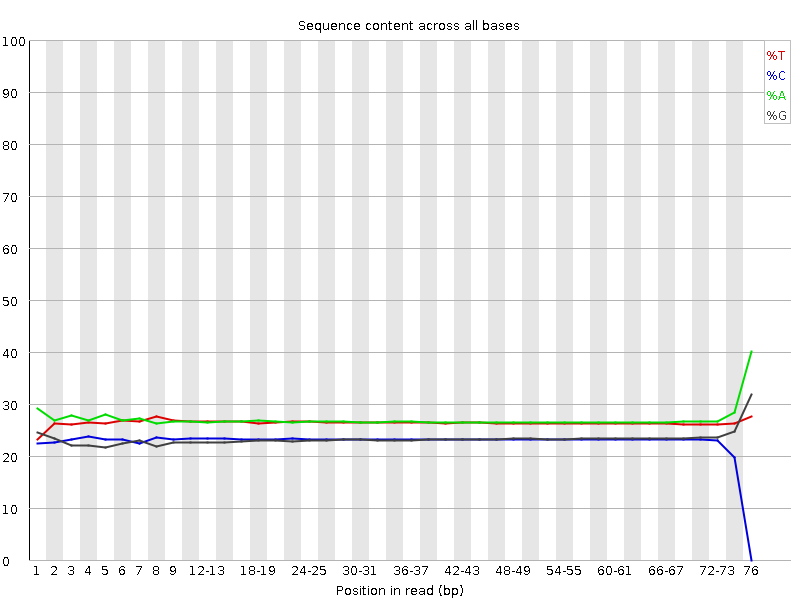 Sequence content across all bases
100
90
80
70
60
50
40
30
20
10
0
%T
%C
%A
%G
1 2 3 4 5 6 7 8 9 12-13 18-19 24-25 30-31 36-37 42-43 48-49 54-55 60-61 66-67 72-73 76
Position in read (bp)